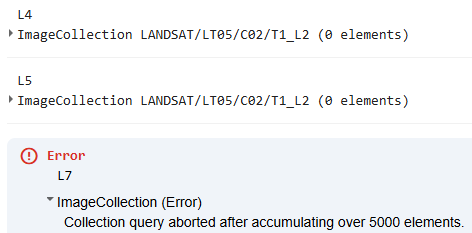 L4
ImageCollection LANDSAT/LT05/C02/T1_L2 (0 elements)
L5
ImageCollection LANDSAT/LT05/C02/T1_L2 (0 elements)
Error
L7
ImageCollection (Error)
Collection query aborted after accumulating over 5000 elements.